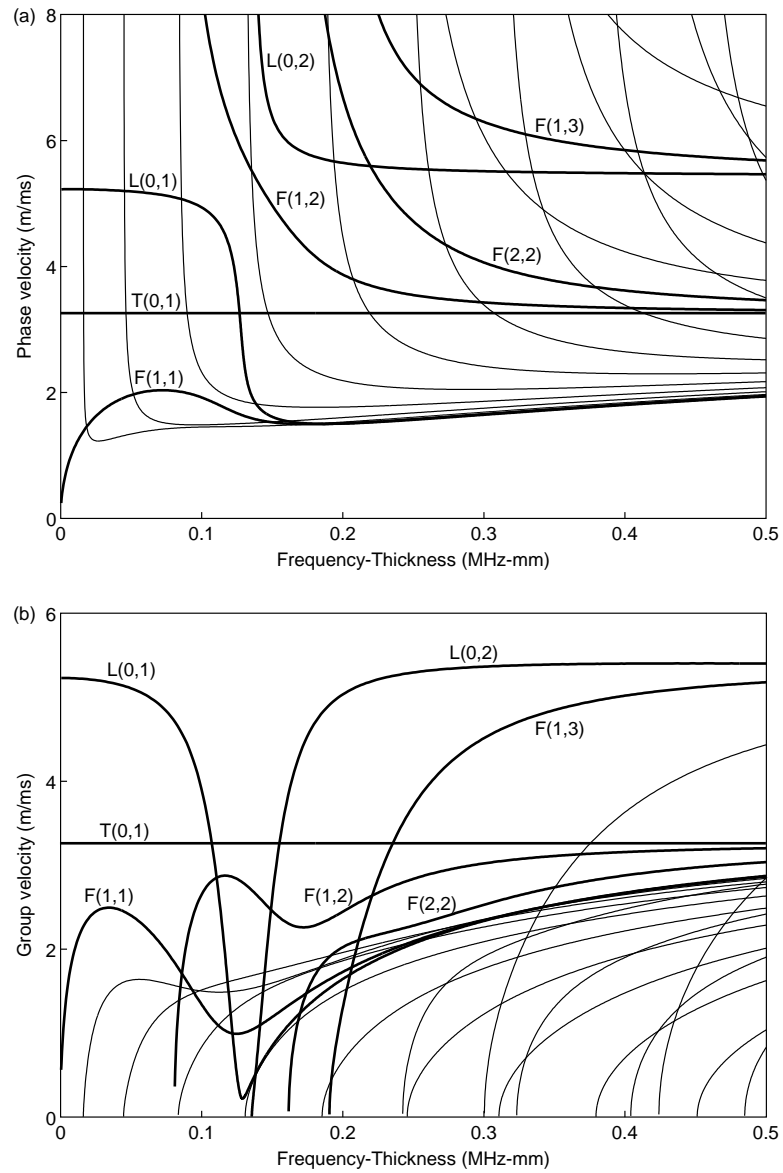 (a)
8
6
4
2
0
Phase velocity (m/ms)
L(0,2)
F(1,3)
L(0,1)
F(1,2)
F(2,2)
T(0,1)
F(1,1)
0 0.1 0.2 0.3 0.4 0.5
Frequency-Thickness (MHz-mm)
(b)
6
4
2
0
Group velocity (m/ms)
L(0,1)
L(0,2)
F(1,3)
T(0,1)
F(1,1)
F(1,2)
F(2,2)
0 0.1 0.2 0.3 0.4 0.5
Frequency-Thickness (MHz-mm)